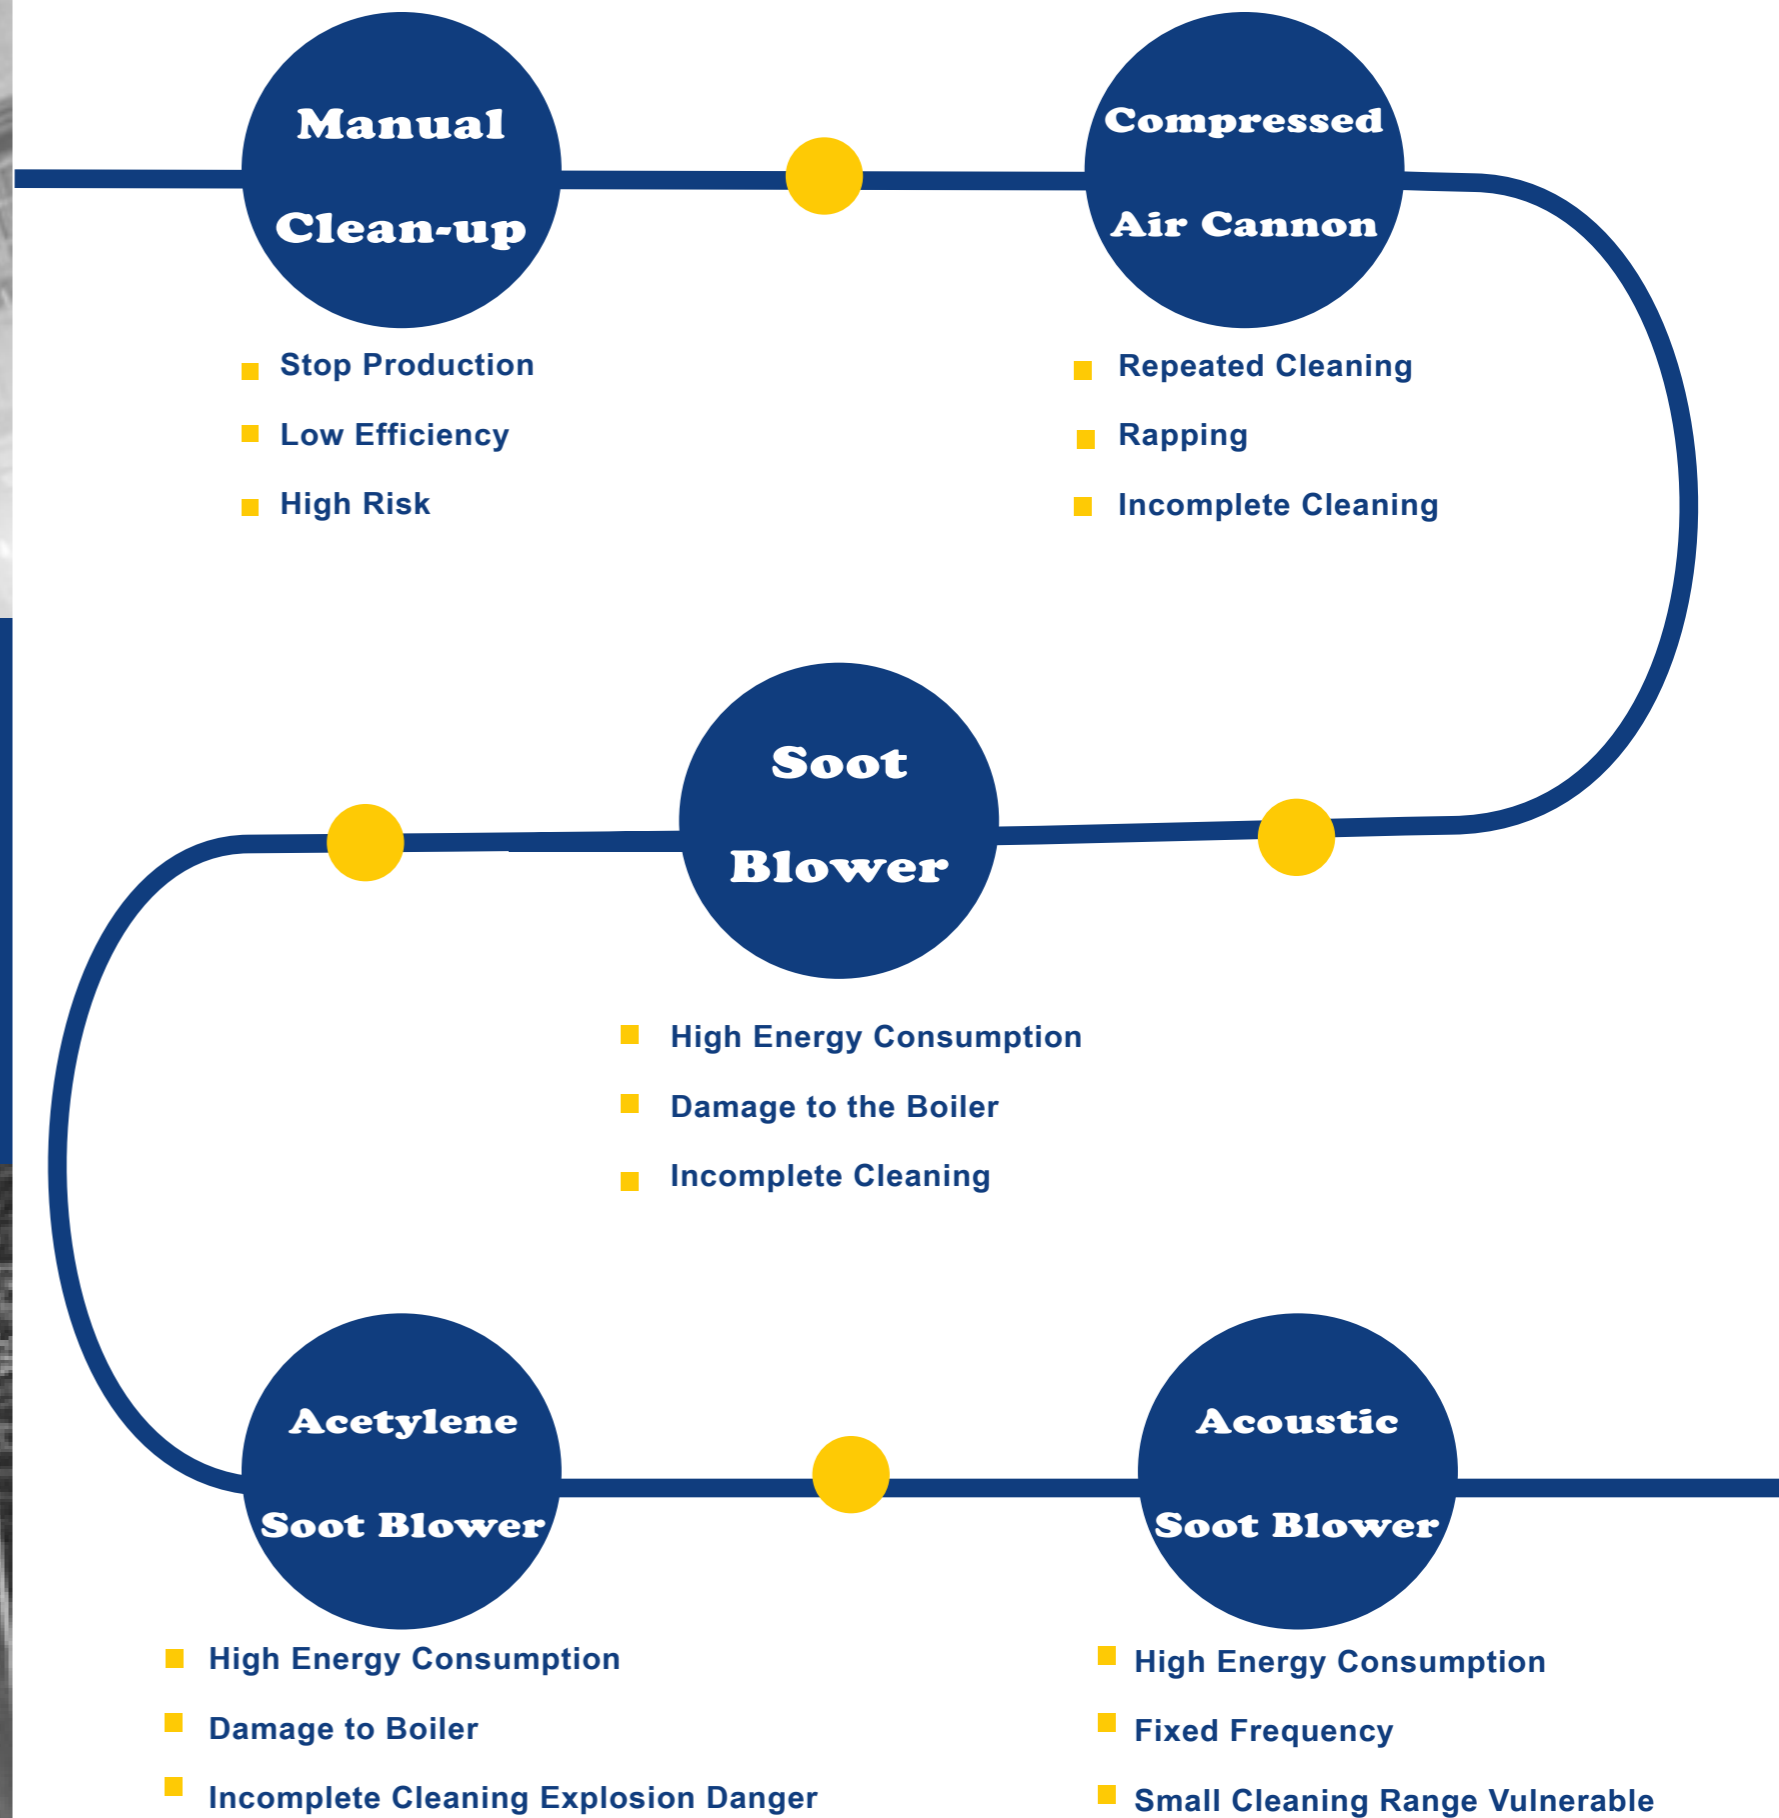 Manual
Clean-up
Stop Production
Low Efficiency
High Risk
Compressed
Air Cannon
Repeated Cleaning
Rapping
Incomplete Cleaning
Soot
Blower
High Energy Consumption
Damage to the Boiler
Incomplete Cleaning
Acetylene
Soot Blower
High Energy Consumption
Damage to Boiler
Incomplete Cleaning Explosion Danger
Acoustic
Soot Blower
High Energy Consumption
Fixed Frequency
Small Cleaning Range Vulnerable